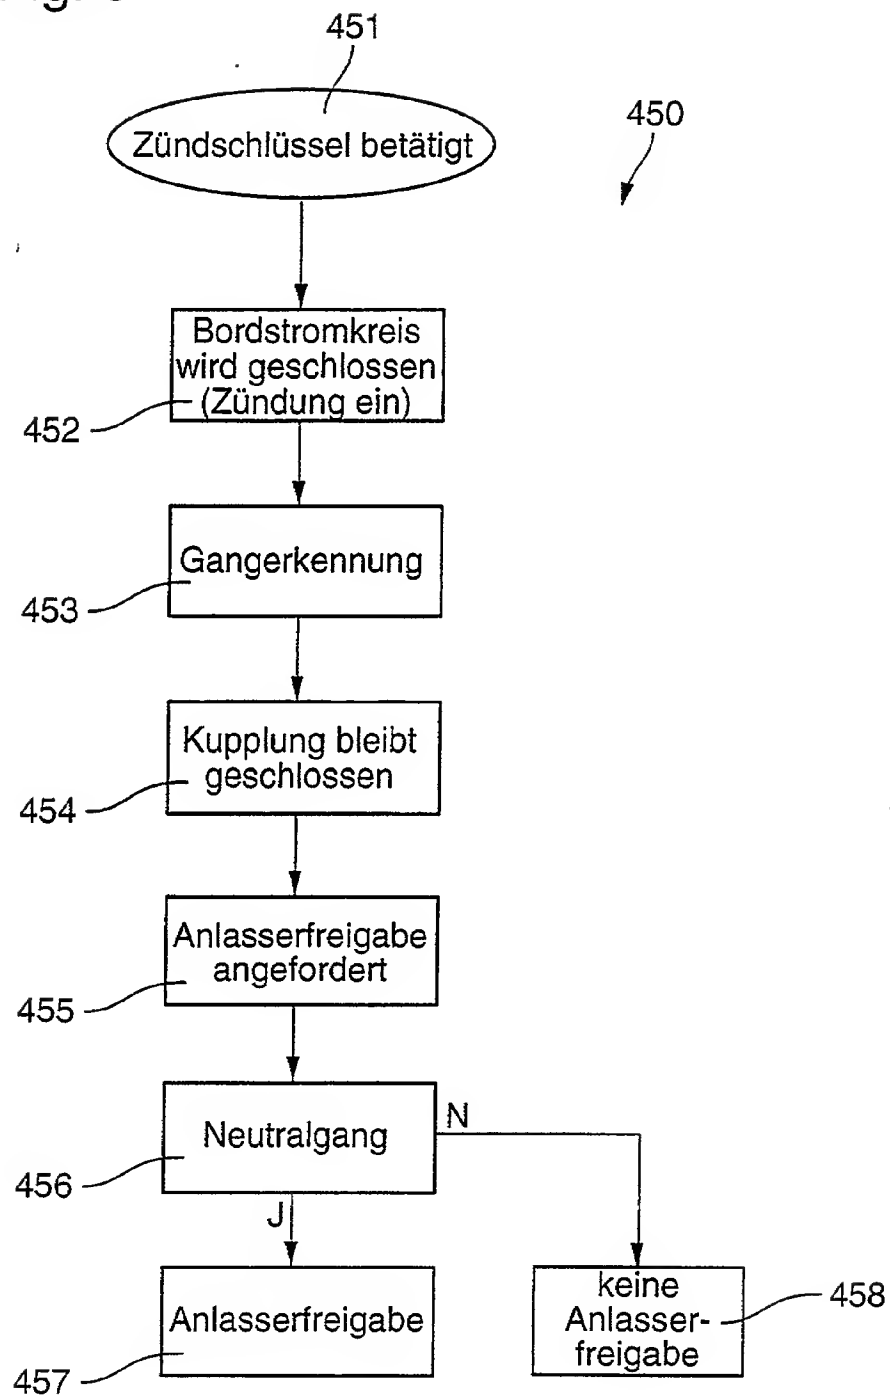 451
450
Zündschlüssel betätigt
Bordstromkreis
wird geschlossen
(Zündung ein)
452
Gangerkennung
453
Kupplung bleibt
geschlossen
454
Anlasserfreigabe
angefordert
455
Neutralgang
N
456
J
Anlasserfreigabe
457
keine
Anlasser-
freigabe
458